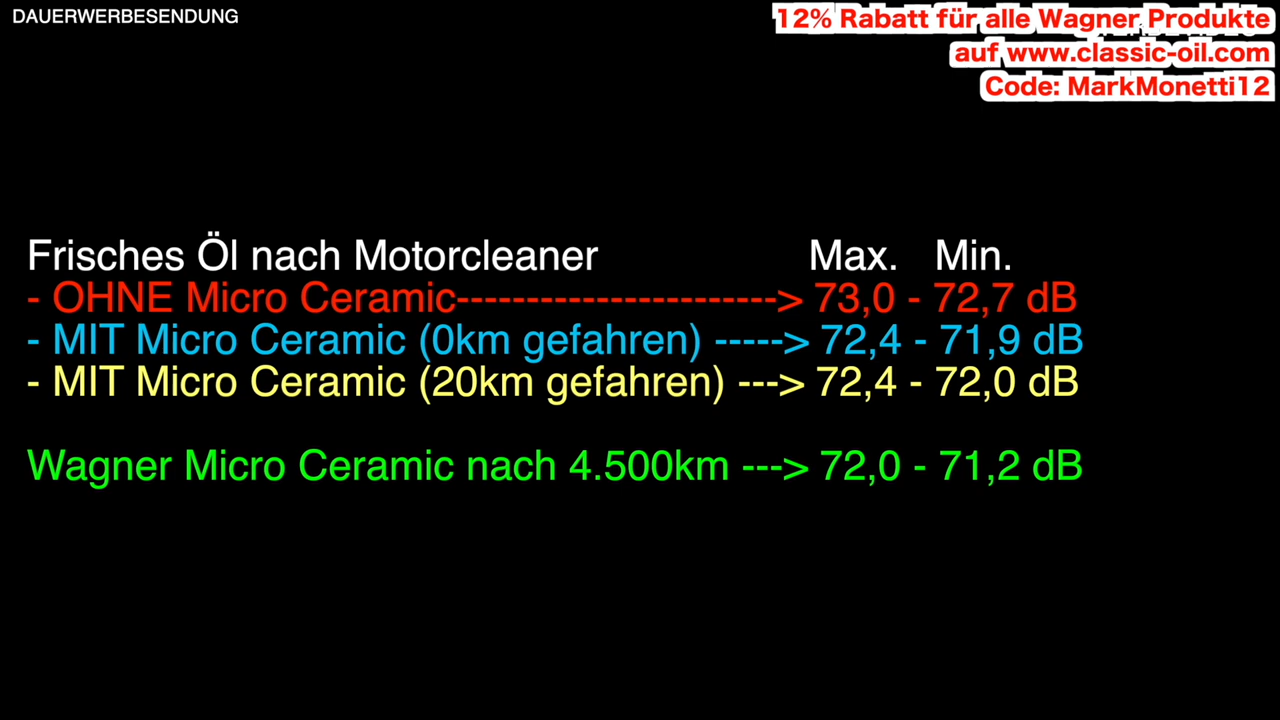 DAUERWERBESENDUNG
12% Rabatt für alle Wagner Produkte
auf www.classic-oil.com
Code: MarkMonetti12
Frisches Öl nach Motorcleaner Max. Min.
- OHNE Micro Ceramic-----------------------> 73,0 - 72,7 dB
- MIT Micro Ceramic (0km gefahren) -----> 72,4 - 71,9 dB
- MIT Micro Ceramic (20km gefahren) ---> 72,4 - 72,0 dB
Wagner Micro Ceramic nach 4.500km ---> 72,0 - 71,2 dB